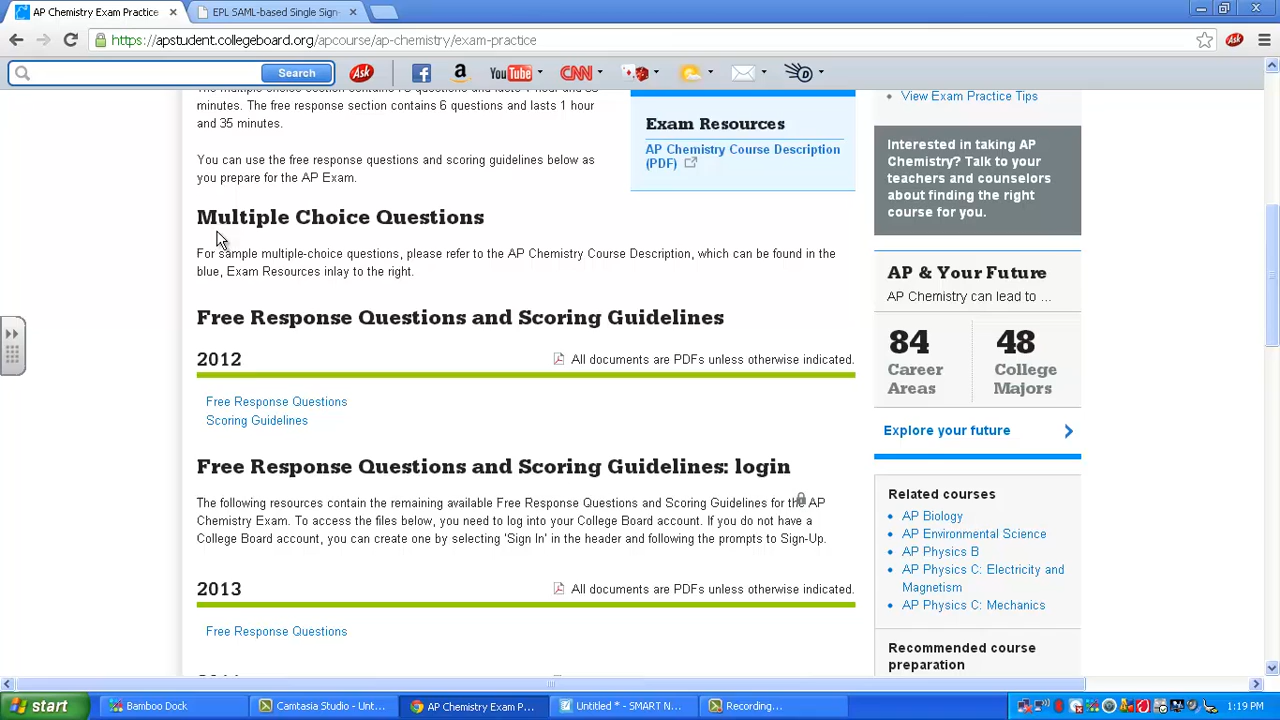 AP Chemistry Exam Practice
EPL SAML-based Single Sign-
https://apstudent.collegeboard.org/apcourse/ap-chemistry/exam-practice
Search
Ask
YouTube
CNN
Ask
minutes. The free response section contains 6 questions and lasts 1 hour
and 35 minutes.
You can use the free response questions and scoring guidelines below as
you prepare for the AP Exam.
Exam Resources
AP Chemistry Course Description
(PDF)
Multiple Choice Questions
For sample multiple-choice questions, please refer to the AP Chemistry Course Description, which can be found in the
blue, Exam Resources inlay to the right.
Free Response Questions and Scoring Guidelines
2012
All documents are PDFs unless otherwise indicated.
Free Response Questions
Scoring Guidelines
Free Response Questions and Scoring Guidelines: login
The following resources contain the remaining available Free Response Questions and Scoring Guidelines for the AP
Chemistry Exam. To access the files below, you need to log into your College Board account. If you do not have a
College Board account, you can create one by selecting 'Sign In' in the header and following the prompts to Sign-Up.
2013
All documents are PDFs unless otherwise indicated.
Free Response Questions
View Exam Practice Tips
Interested in taking AP
Chemistry? Talk to your
teachers and counselors
about finding the right
course for you.
AP & Your Future
AP Chemistry can lead to ...
84
Career
Areas
48
College
Majors
Explore your future
Related courses
AP Biology
AP Environmental Science
AP Physics B
AP Physics C: Electricity and
Magnetism
AP Physics C: Mechanics
Recommended course
preparation
start
Bamboo Dock
Camtasia Studio - Unt...
AP Chemistry Exam P...
Untitled * - SMART N...
Recording...
1:19 PM